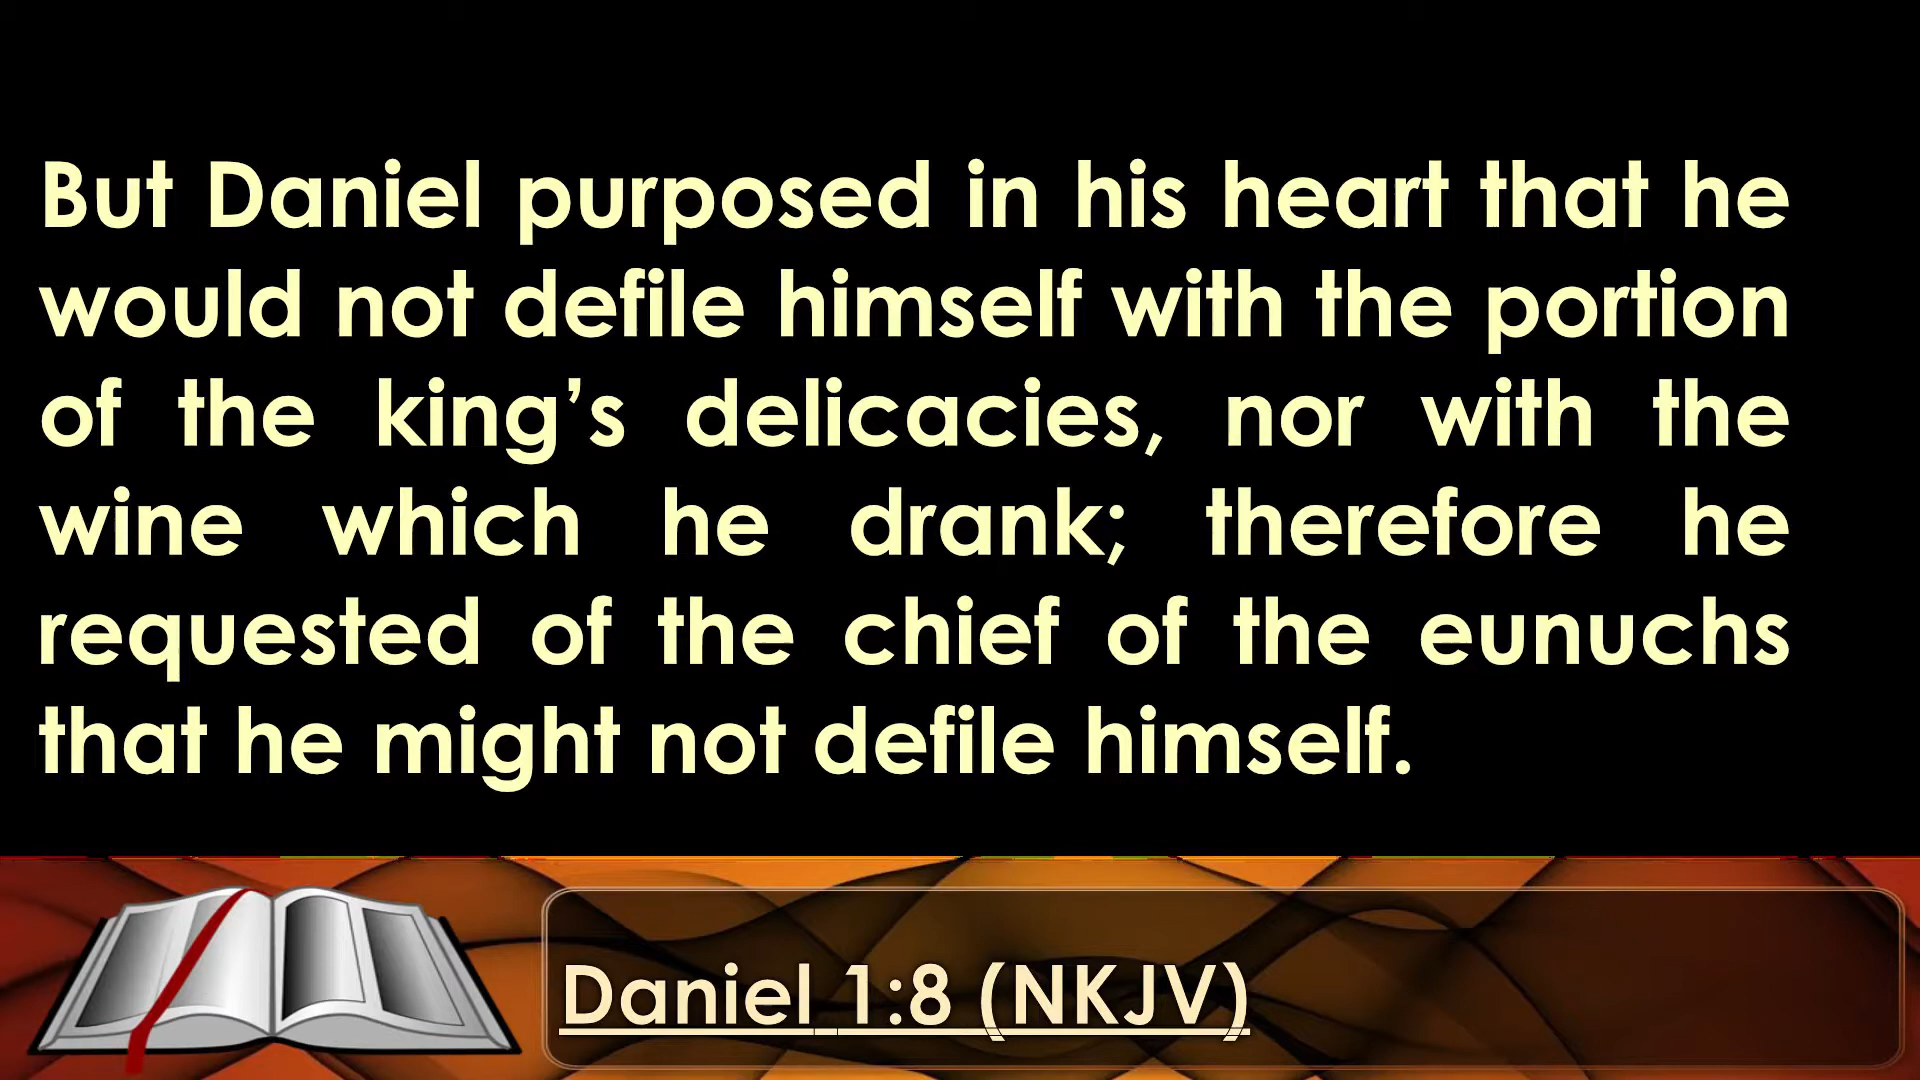 But Daniel purposed in his heart that he
would not defile himself with the portion
of the king’s delicacies, nor with the
wine which he drank; therefore he
requested of the chief of the eunuchs
that he might not defile himself.
Daniel 1:8 (NKJV)